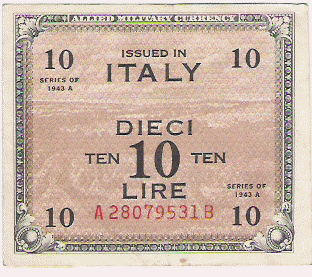 ALLIED MILITARY CURRENCY
10 ISSUED IN 10
SERIES OF
1943 A
ITALY
DIECI
TEN 10 TEN
LIRE
SERIES OF
1943 A
10 A28079531B 10